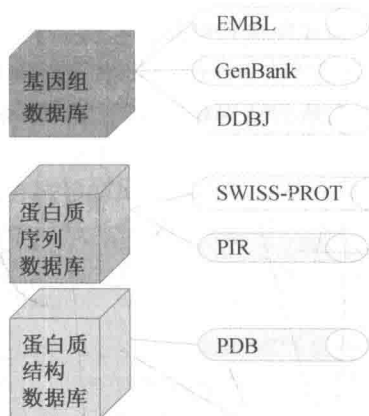 基因组
数据库
EMBL
GenBank
DDBJ
蛋白质
序列
数据库
SWISS-PROT
PIR
蛋白质
结构
数据库
PDB